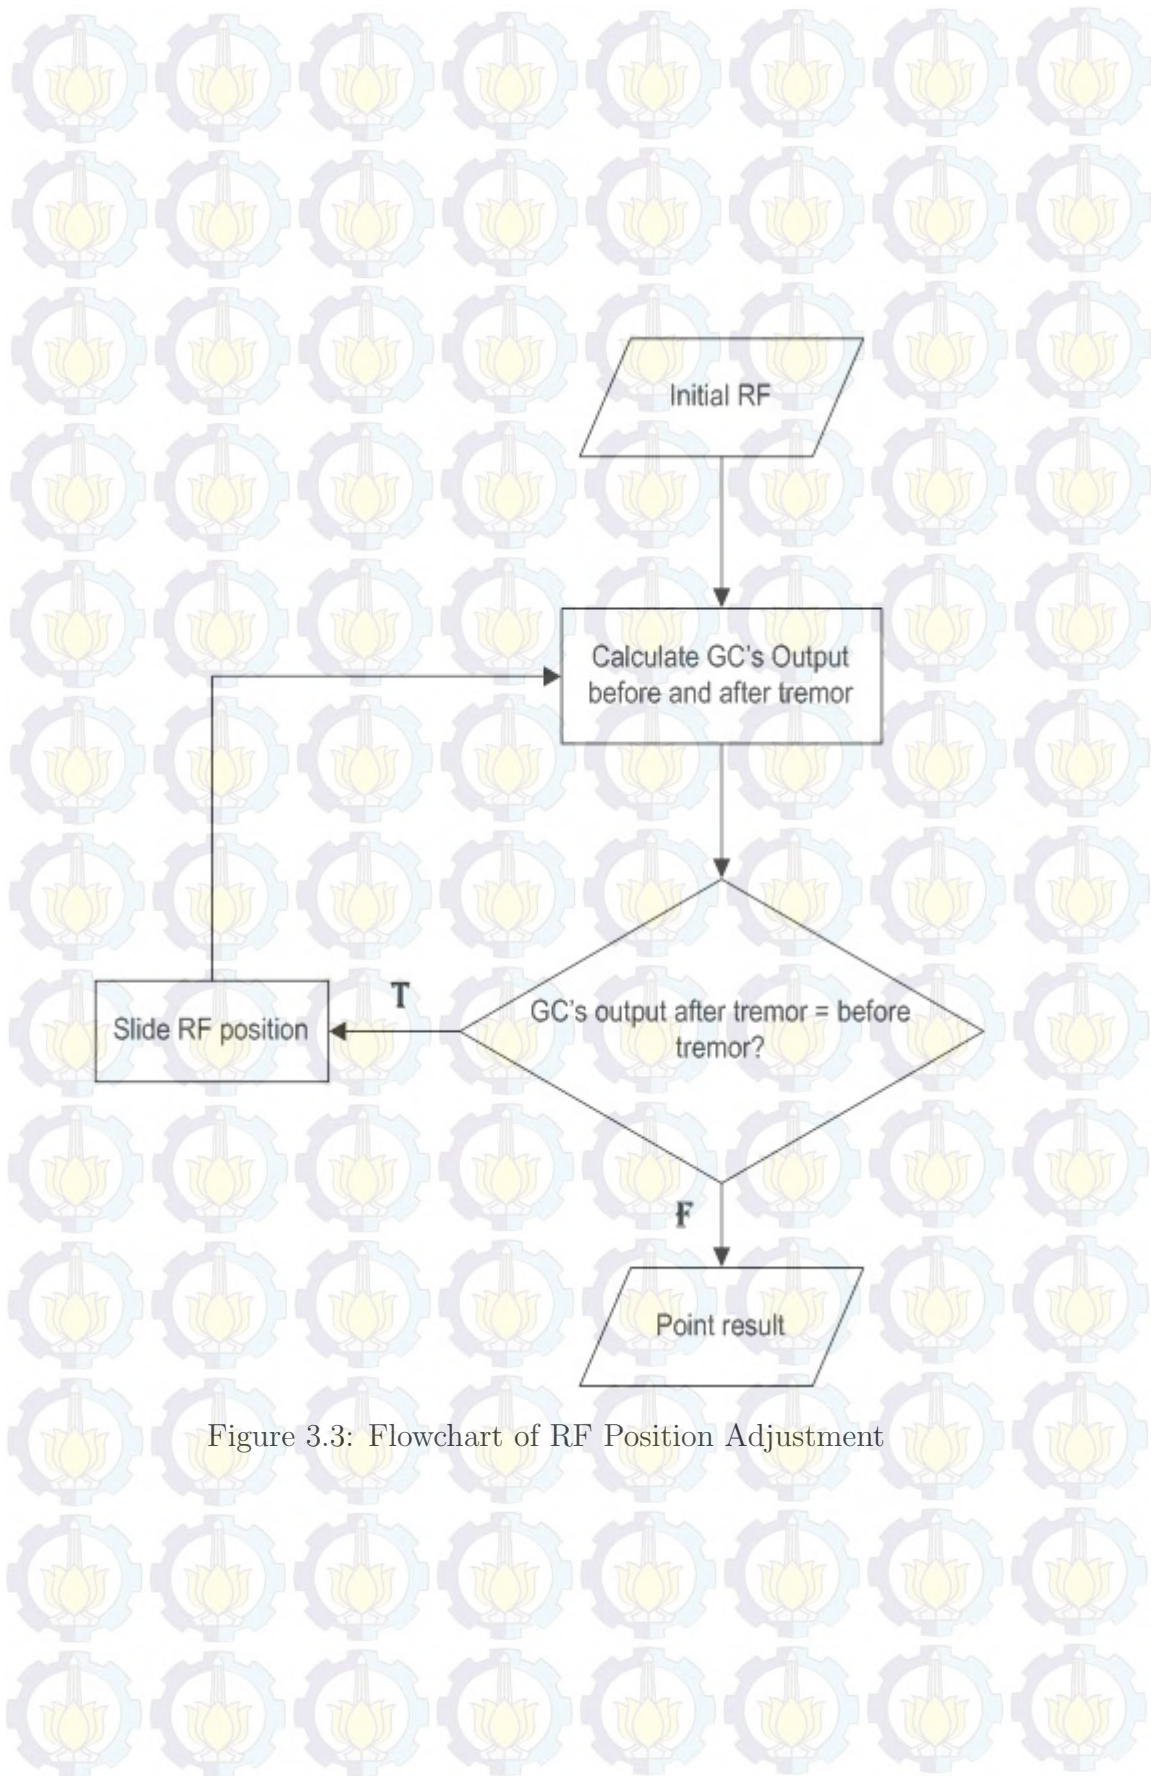 Initial RF
Calculate GC's Output
before and after tremor
T
Slide RF position
GC's output after tremor = before
tremor?
F
Point result
Figure 3.3: Flowchart of RF Position Adjustment